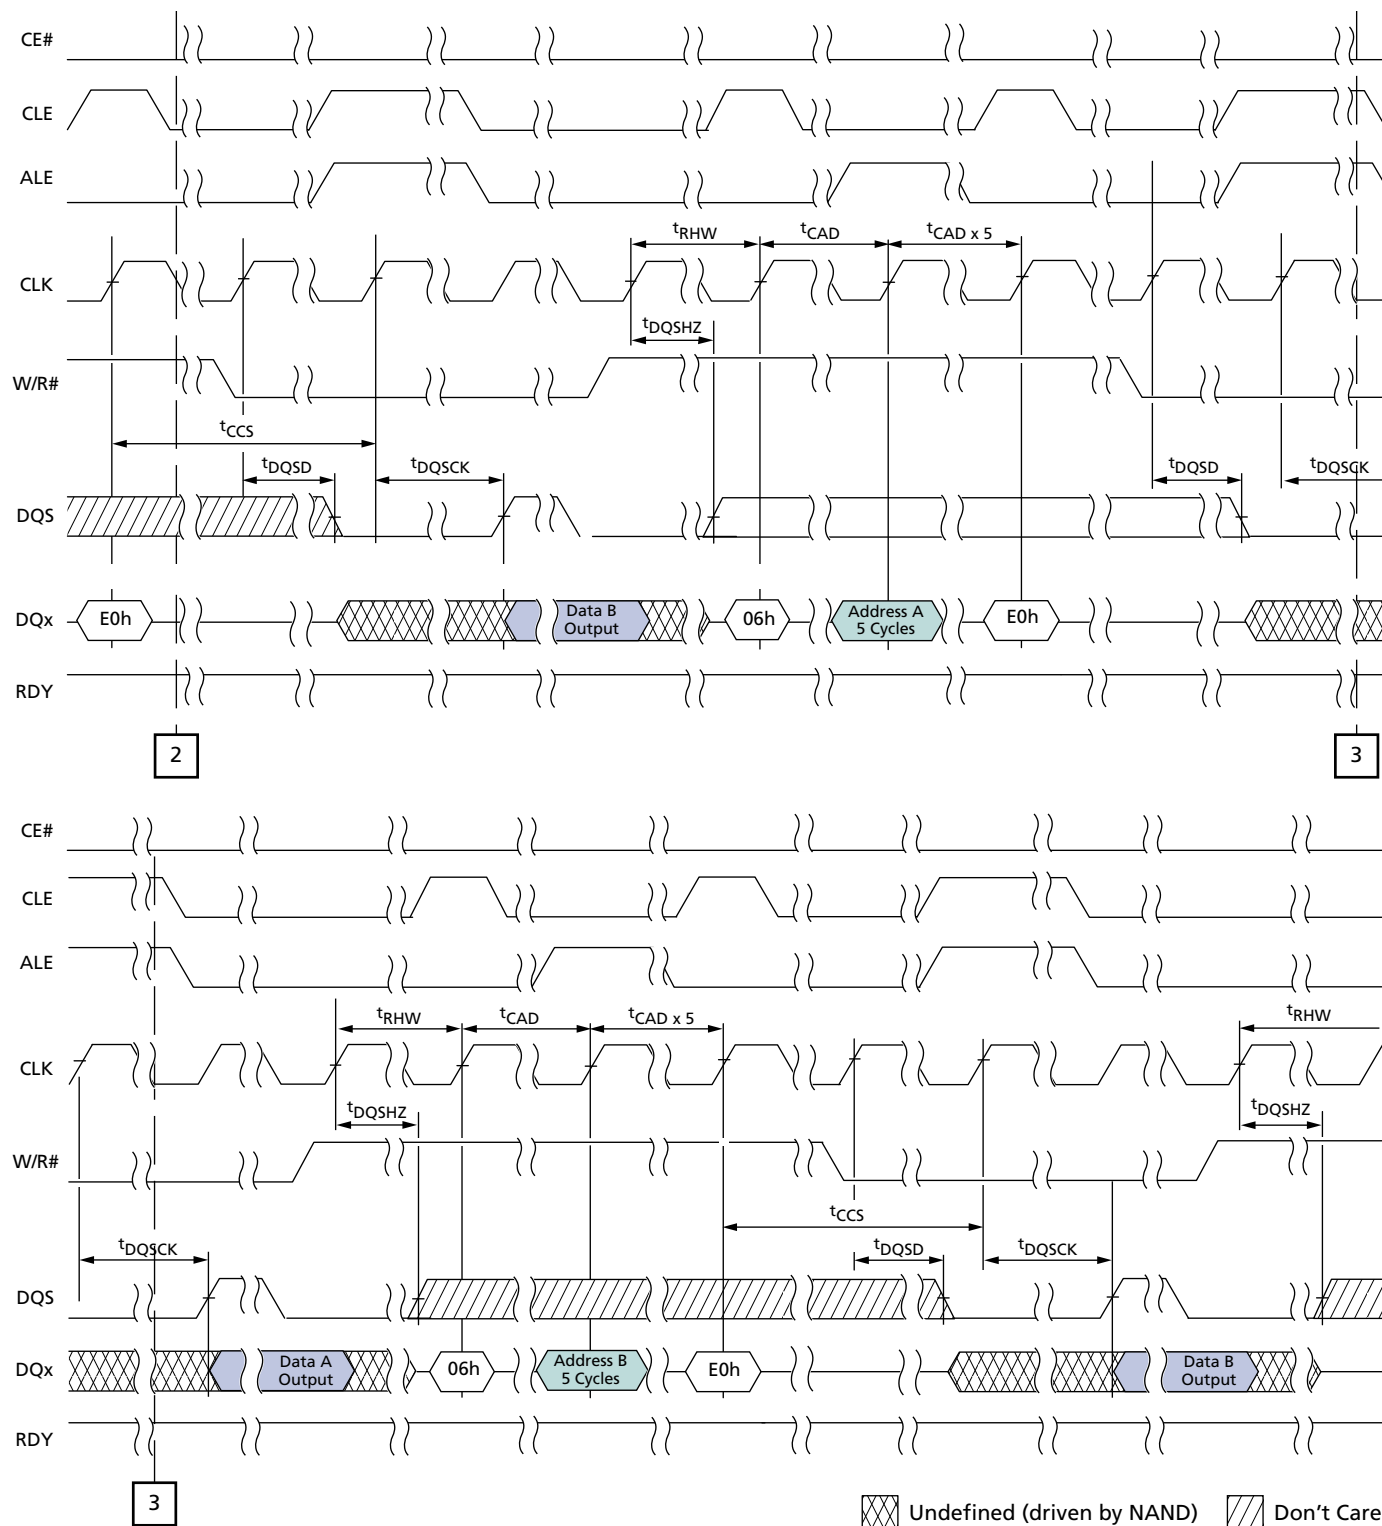 CE#
CLE
ALE
tRHW tCAD tCAD x 5
CLK
tDQSHZ
W/R#
tCCS
tDQSD tDQSCK tDQSD tDQSCK
DQS
DQx E0h Data B Output 06h Address A 5 Cycles E0h
RDY
2 3
CE#
CLE
ALE
tRHW tCAD tCAD x 5 tRHW
CLK
tDQSHZ tDQSHZ
W/R#
tCCS
tDQSCK tDQSD tDQSCK
DQS
DQx Data A Output 06h Address B 5 Cycles E0h Data B Output
RDY
3
Undefined (driven by NAND) Don't Care